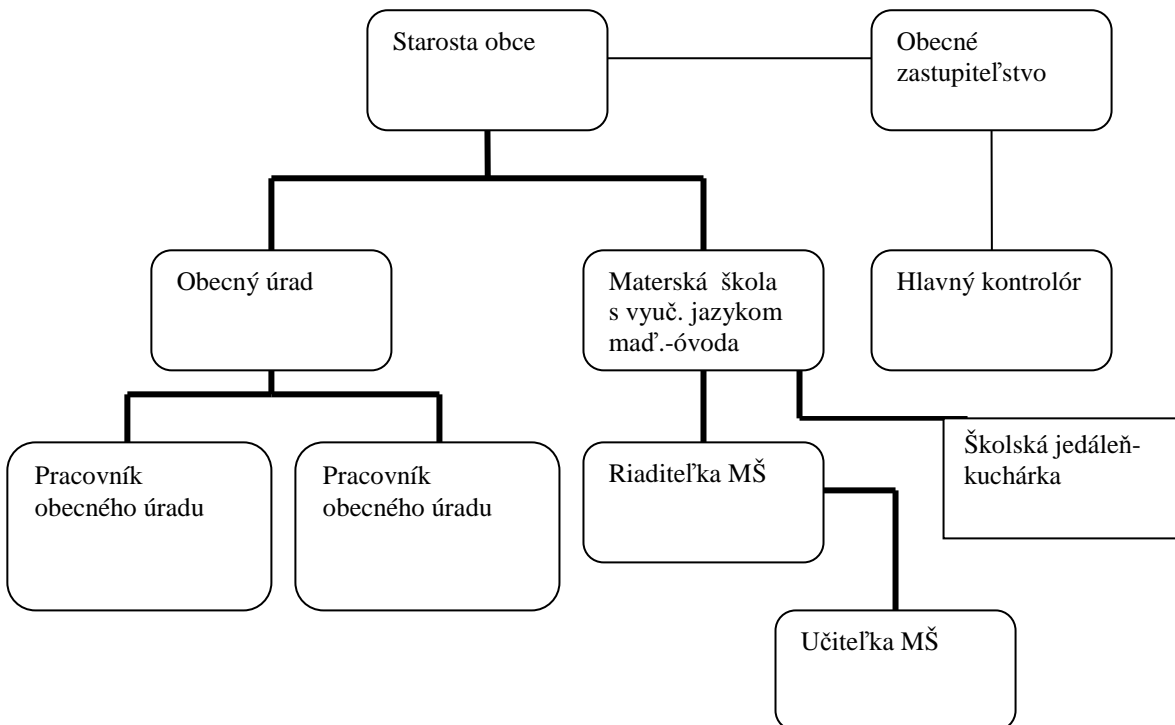 Starosta obce
Obecné
zastupiteľstvo
Obecný úrad
Materská  škola
s vyuč. jazykom
maď.-óvoda
Hlavný kontrolór
Pracovník
obecného úradu
Pracovník
obecného úradu
Riaditeľka MŠ
Školská jedáleň-
kuchárka
Učiteľka MŠ